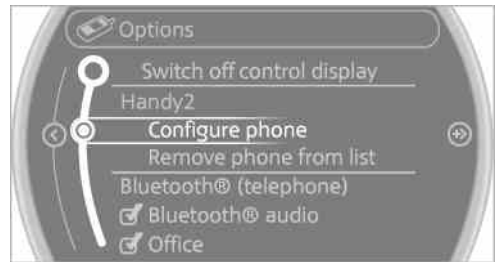 Options
Switch off control display
Handy2
Configure phone
Remove phone from list
Bluetooth® (telephone)
Bluetooth® audio
Office